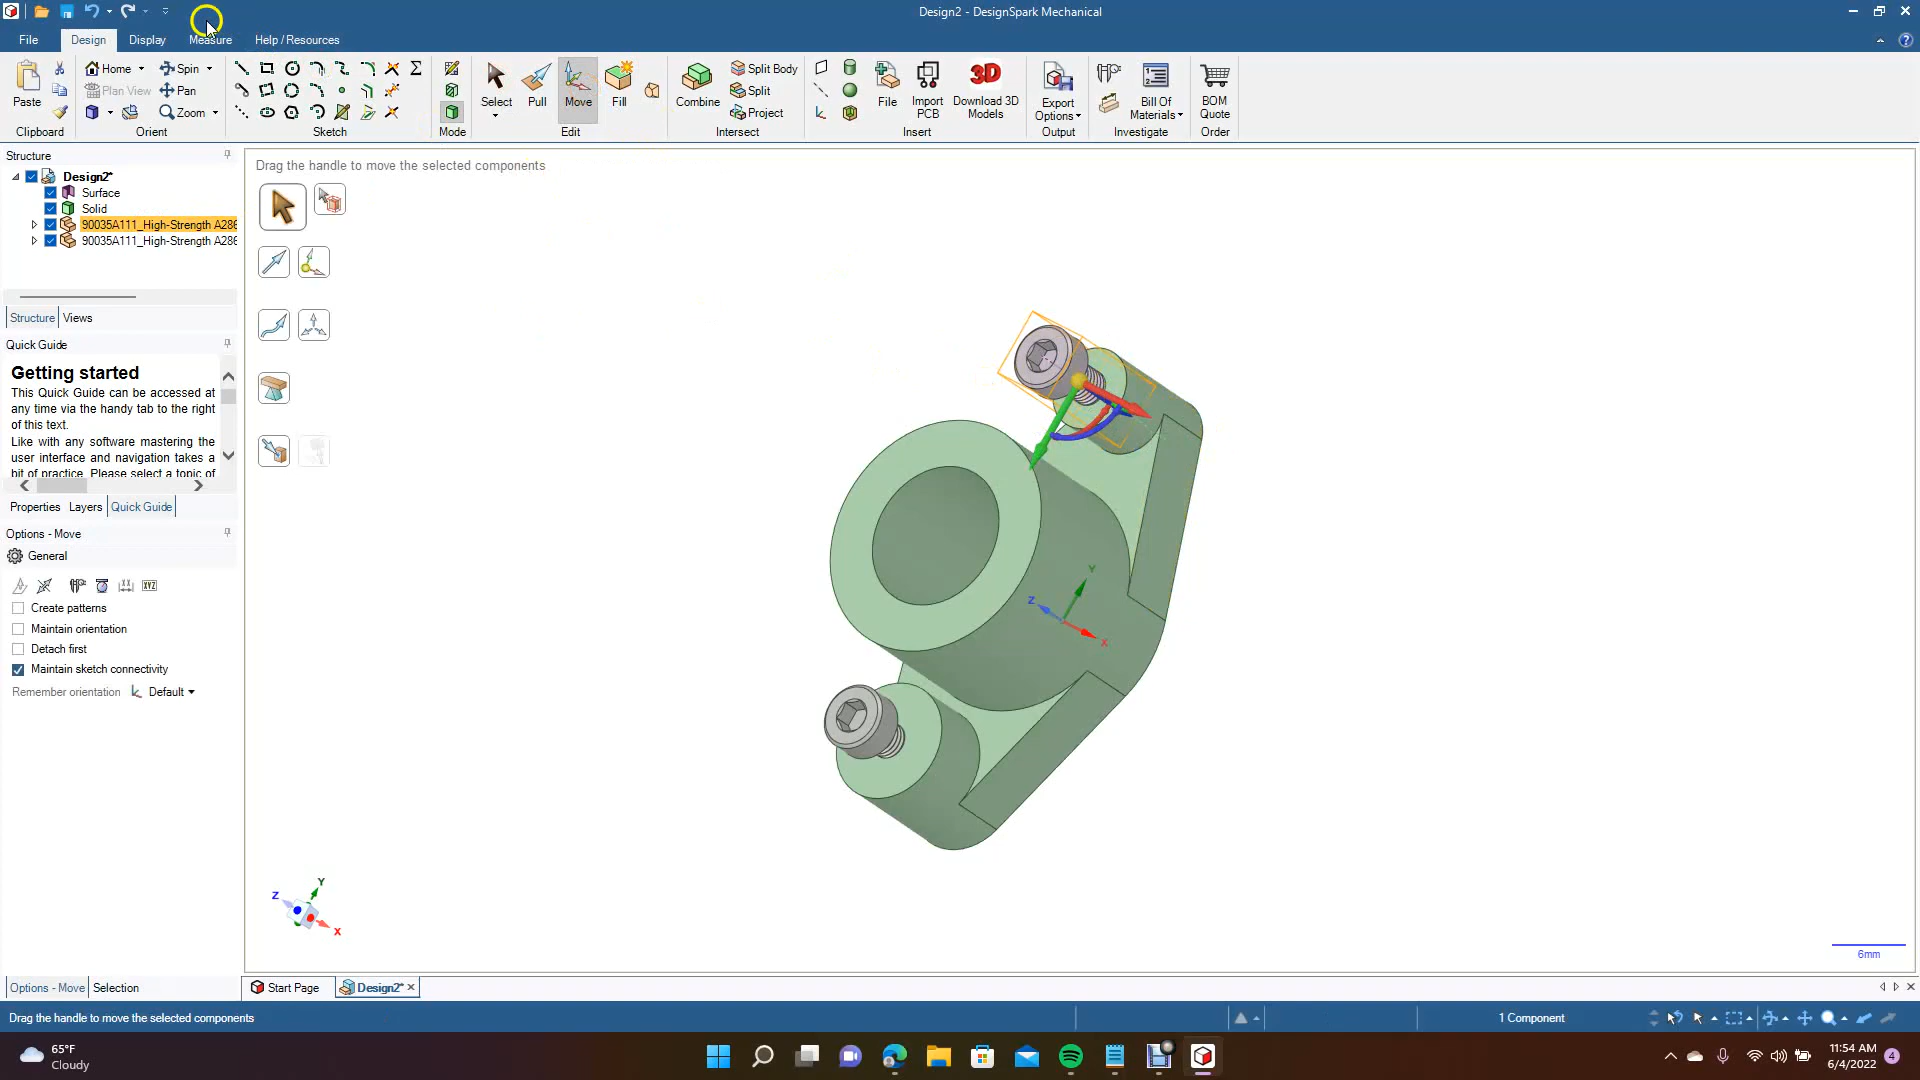 Design2 - DesignSpark Mechanical
File
Design
Display
Measure
Help / Resources
Paste
Clipboard
Home
Plan View
Spin
Pan
Zoom
Orient
Sketch
Mode
Select
Pull
Move
Fill
Edit
Combine
Split Body
Split
Project
Intersect
File
Import
PCB
Download 3D
Models
3D
Insert
Export
Options
Output
Bill Of
Materials
Investigate
BOM
Quote
Order
Structure
Design2*
Surface
Solid
90035A111_High-Strength A286
90035A111_High-Strength A286
Structure
Views
Quick Guide
Getting started
This Quick Guide can be accessed at
any time via the handy tab to the right
of this text.
Like with any software mastering the
user interface and navigation takes a
bit of practice. Please select a topic of
Properties
Layers
Quick Guide
Options - Move
General
XYZ
Create patterns
Maintain orientation
Detach first
Maintain sketch connectivity
Remember orientation
Default
Drag the handle to move the selected components
Y
Z
X
Y
Z
X
6mm
Options - Move
Selection
Start Page
Design2*
Drag the handle to move the selected components
1 Component
65°F
Cloudy
11:54 AM
6/4/2022
4